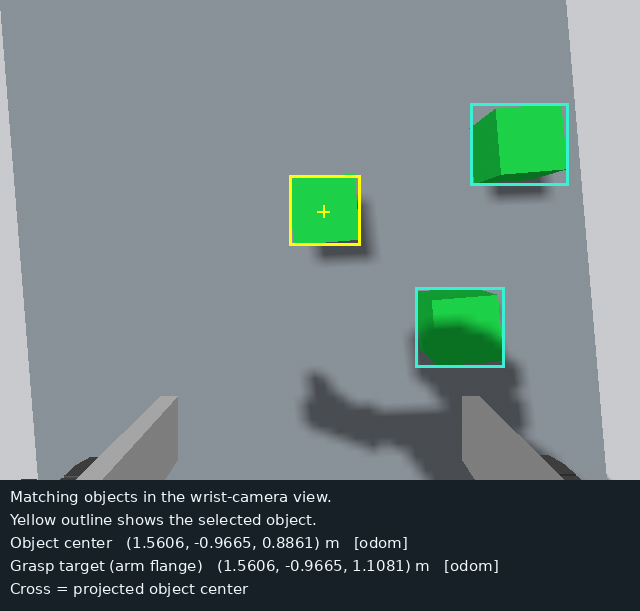 Matching objects in the wrist-camera view.
Yellow outline shows the selected object.
Object center (1.5606, -0.9665, 0.8861) m [odom]
Grasp target (arm flange) (1.5606, -0.9665, 1.1081) m [odom]
Cross = projected object center